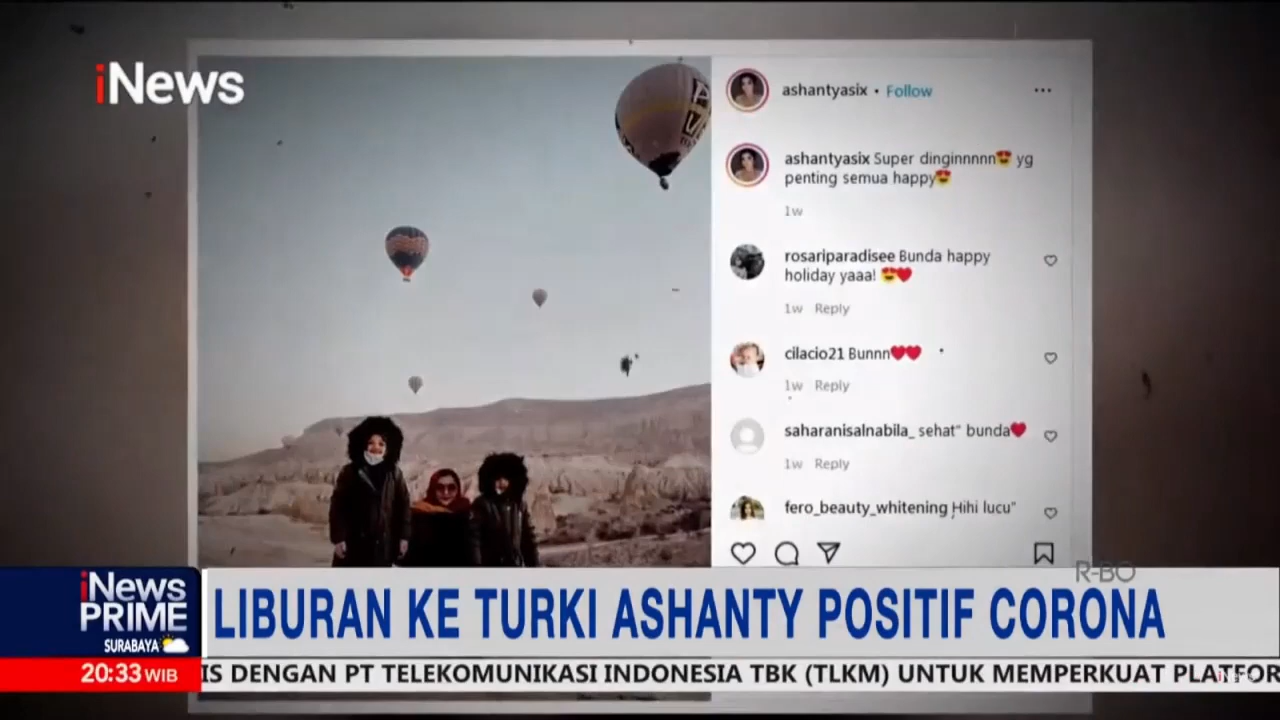 iNews
ashantyasix • Follow
ashantyasix Super dinginnnnn😍 yg
penting semua happy😍
1w
rosariparadisee Bunda happy
holiday yaaa! 😍❤️
1w Reply
cilacio21 Bunnn❤️❤️
1w Reply
saharanisalnabila_ sehat" bunda❤️
1w Reply
fero_beauty_whitening Hihi lucu"
R-BO
iNews
PRIME
SURABAYA
LIBURAN KE TURKI ASHANTY POSITIF CORONA
20:33 WIB
IS DENGAN PT TELEKOMUNIKASI INDONESIA TBK (TLKM) UNTUK MEMPERKUAT PLATFOR